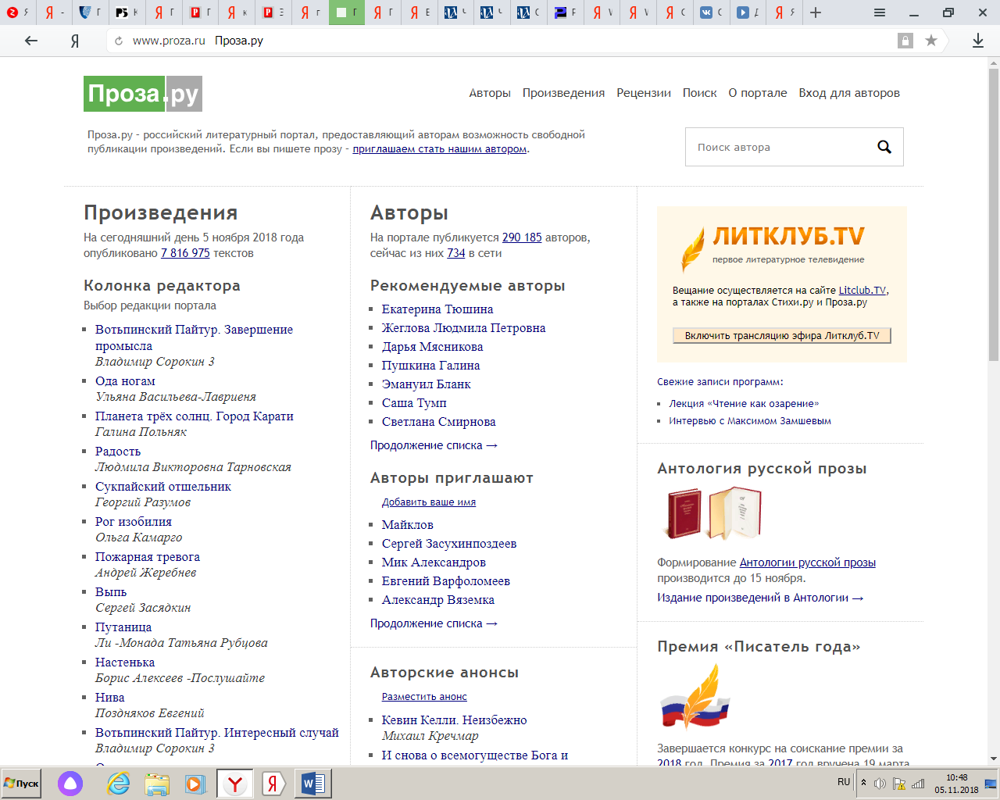 www.proza.ru Проза.ру
Проза.ру
Авторы Произведения Рецензии Поиск О портале Вход для авторов
Проза.ру – российский литературный портал, предоставляющий авторам возможность свободной
публикации произведений. Если вы пишете прозу – приглашаем стать нашим автором.
Поиск автора
Произведения
На сегодняшний день 5 ноября 2018 года
опубликовано 7 816 975 текстов
Колонка редактора
Выбор редакции портала
Вотьпинский Пайтур. Завершение
промысла
Владимир Сорокин 3
Ода ногам
Ульяна Васильева-Лавриеня
Планета трёх солнц. Город Карати
Галина Польняк
Радость
Людмила Викторовна Тарновская
Сукпайский отшельник
Георгий Разумов
Рог изобилия
Ольга Камарго
Пожарная тревога
Андрей Жеребнев
Выпь
Сергей Засядкин
Путаница
Ли -Монада Татьяна Рубцова
Настенька
Борис Алексеев -Послушайте
Нива
Поздняков Евгений
Вотьпинский Пайтур. Интересный случай
Владимир Сорокин 3
Авторы
На портале публикуется 290 185 авторов,
сейчас из них 734 в сети
Рекомендуемые авторы
Екатерина Тюшина
Жеглова Людмила Петровна
Дарья Мясникова
Пушкина Галина
Эмануил Бланк
Саша Тумп
Светлана Смирнова
Продолжение списка →
Авторы приглашают
Добавить ваше имя
Майклов
Сергей Засухинпоздеев
Мик Александров
Евгений Варфоломеев
Александр Вяземка
Продолжение списка →
Авторские анонсы
Разместить анонс
Кевин Келли. Неизбежно
Михаил Кречмар
И снова о всемогуществе Бога и
ЛИТКЛУБ.TV
первое литературное телевидение
Вещание осуществляется на сайте Litclub.TV,
а также на порталах Стихи.ру и Проза.ру
Включить трансляцию эфира Литклуб.TV
Свежие записи программ:
Лекция «Чтение как озарение»
Интервью с Максимом Замшевым
Антология русской прозы
Формирование Антологии русской прозы
производится до 15 ноября.
Издание произведений в Антологии →
Премия «Писатель года»
Завершается конкурс на соискание премии за
2018 год. Премия за 2017 год вручена 19 марта
Пуск
RU
10:48
05.11.2018